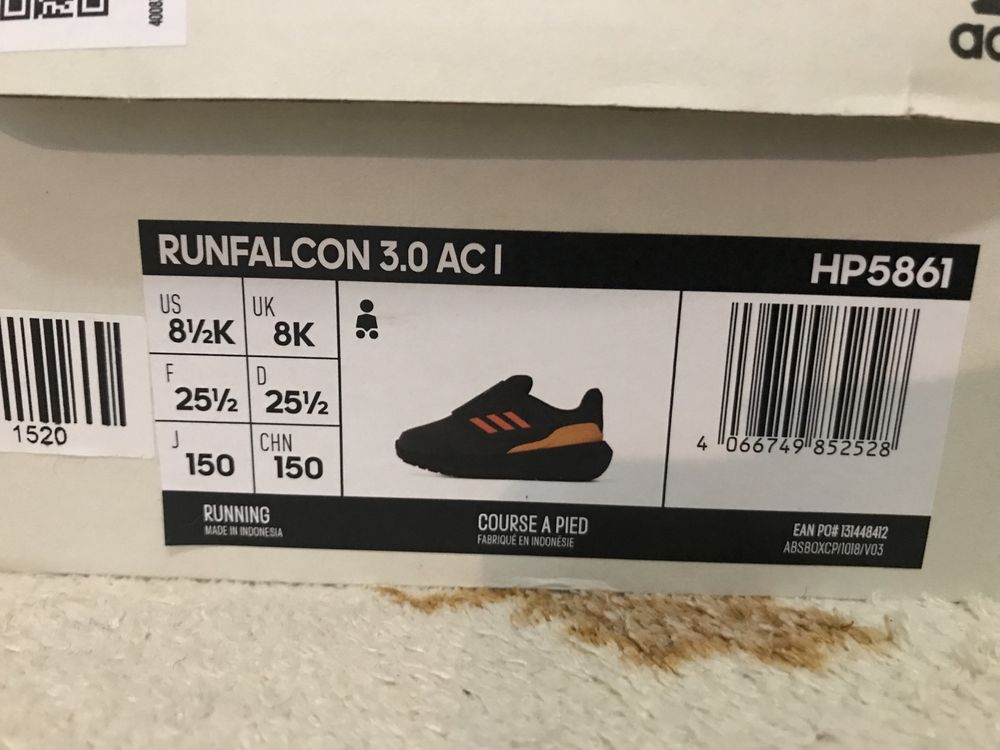 RUNFALCON 3.0 AC I
HP5861
US
8½K
UK
8K
F
25½
D
25½
J
150
CHN
150
1520
4 066749 852528
RUNNING
MADE IN INDONESIA
COURSE A PIED
FABRIQUÉ EN INDONÉSIE
EAN PO# 131448412
ABSBOXCP/1018/V03